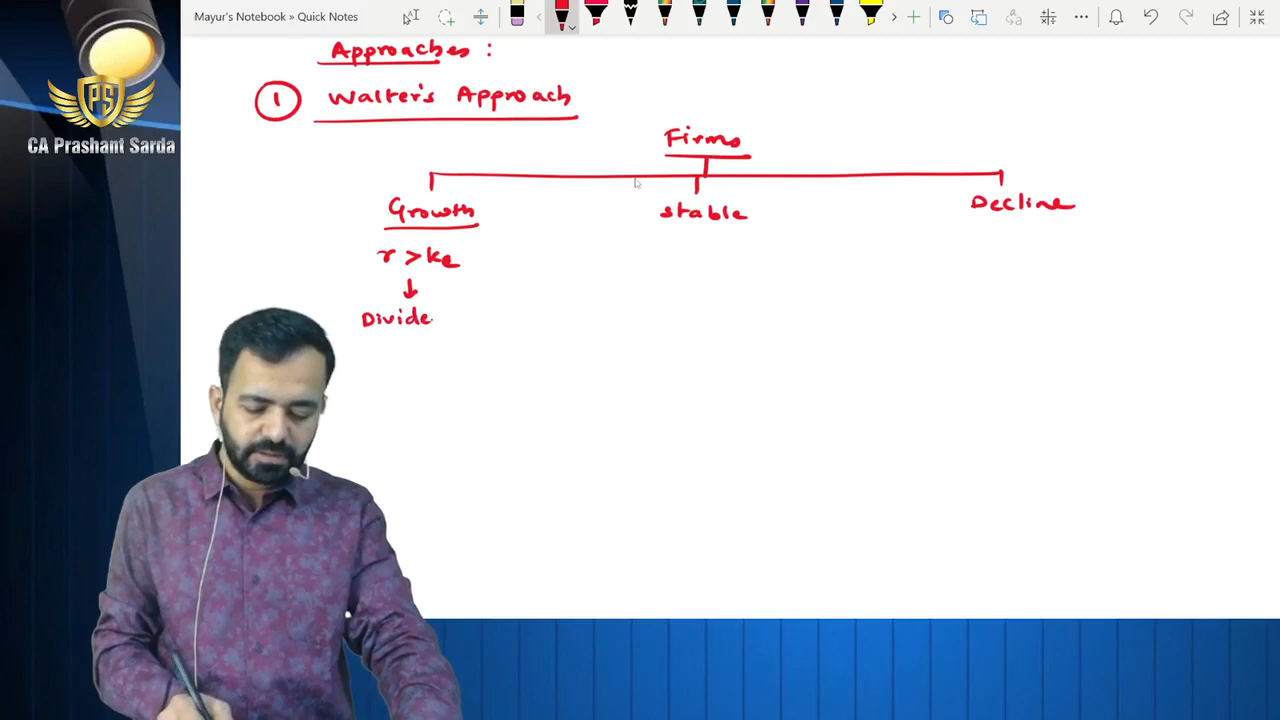 Mayur's Notebook » Quick Notes
Approaches :
PS
1 Walter's Approach
CA Prashant Sarda
Firms
Growth stable Decline
r > ke
↓
Divide